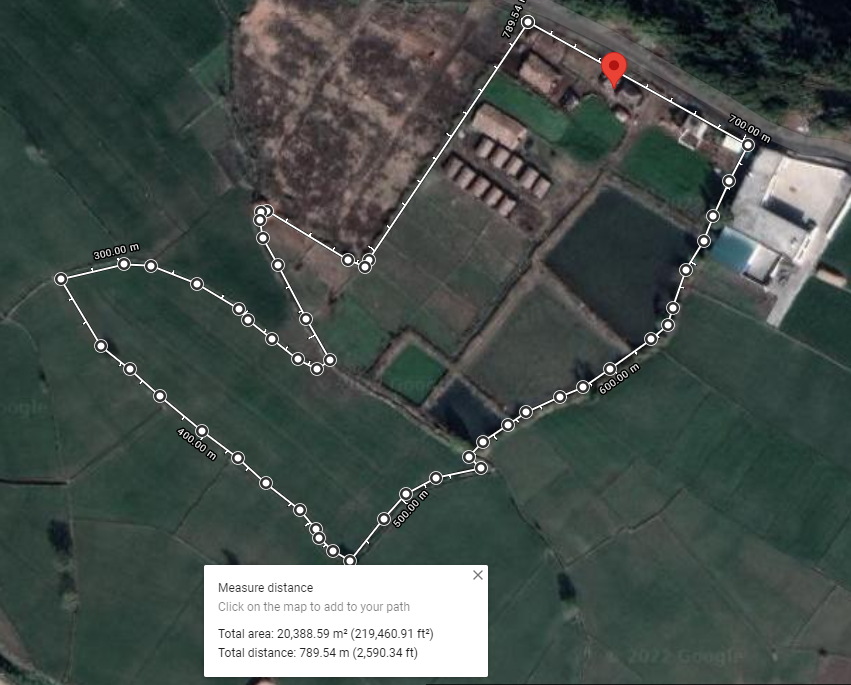 789.54
700.00 m
300.00 m
600.00 m
400.00 m
500.00 m
Measure distance
Click on the map to add to your path
Total area: 20,388.59 m² (219,460.91 ft²)
Total distance: 789.54 m (2,590.34 ft)
2022 Google